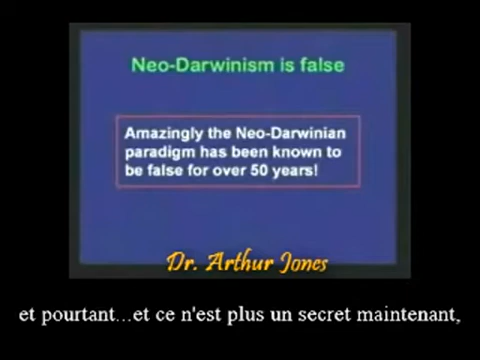 Neo-Darwinism is false
Amazingly the Neo-Darwinian
paradigm has been known to
be false for over 50 years!
Dr. Arthur Jones
et pourtant...et ce n'est plus un secret maintenant,